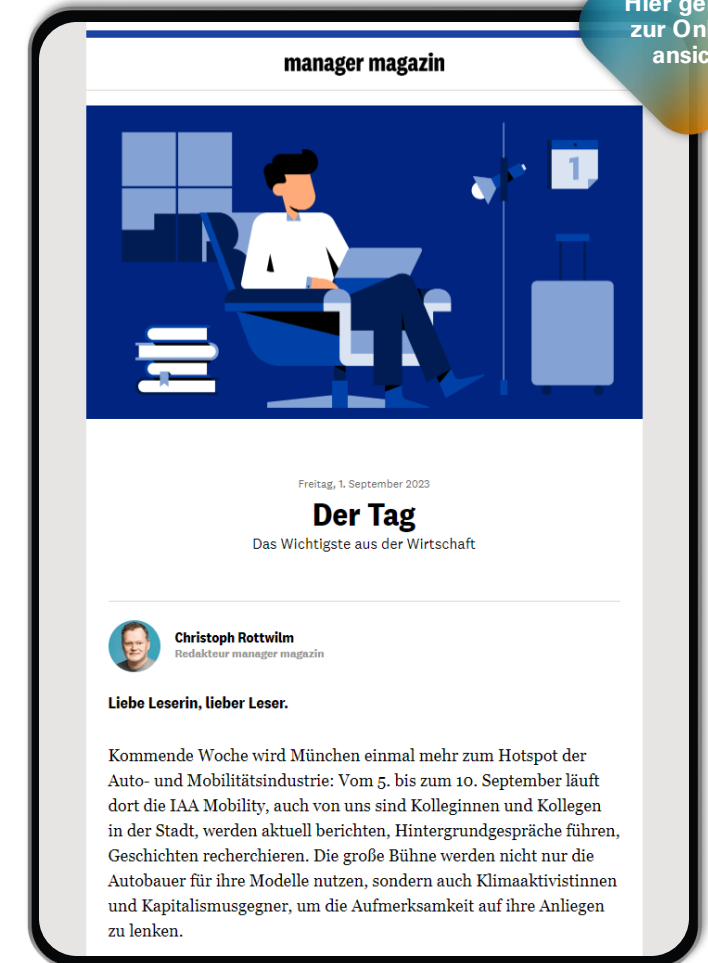 Hier
zur
manager magazin
1
Freitag, 1. September 2023
Der Tag
Das Wichtigste aus der Wirtschaft
Christoph Rottwilm
Redakteur manager magazin
Liebe Leserin, lieber Leser.
Kommende Woche wird München einmal mehr zum Hotspot der
Auto- und Mobilitätsindustrie: Vom 5. bis zum 10. September läuft
dort die IAA Mobility, auch von uns sind Kolleginnen und Kollegen
in der Stadt, werden aktuell berichten, Hintergrundgespräche führen,
Geschichten recherchieren. Die große Bühne werden nicht nur die
Autobauer für ihre Modelle nutzen, sondern auch Klimaaktivistinnen
und Kapitalismusgegner, um die Aufmerksamkeit auf ihre Anliegen
zu lenken.